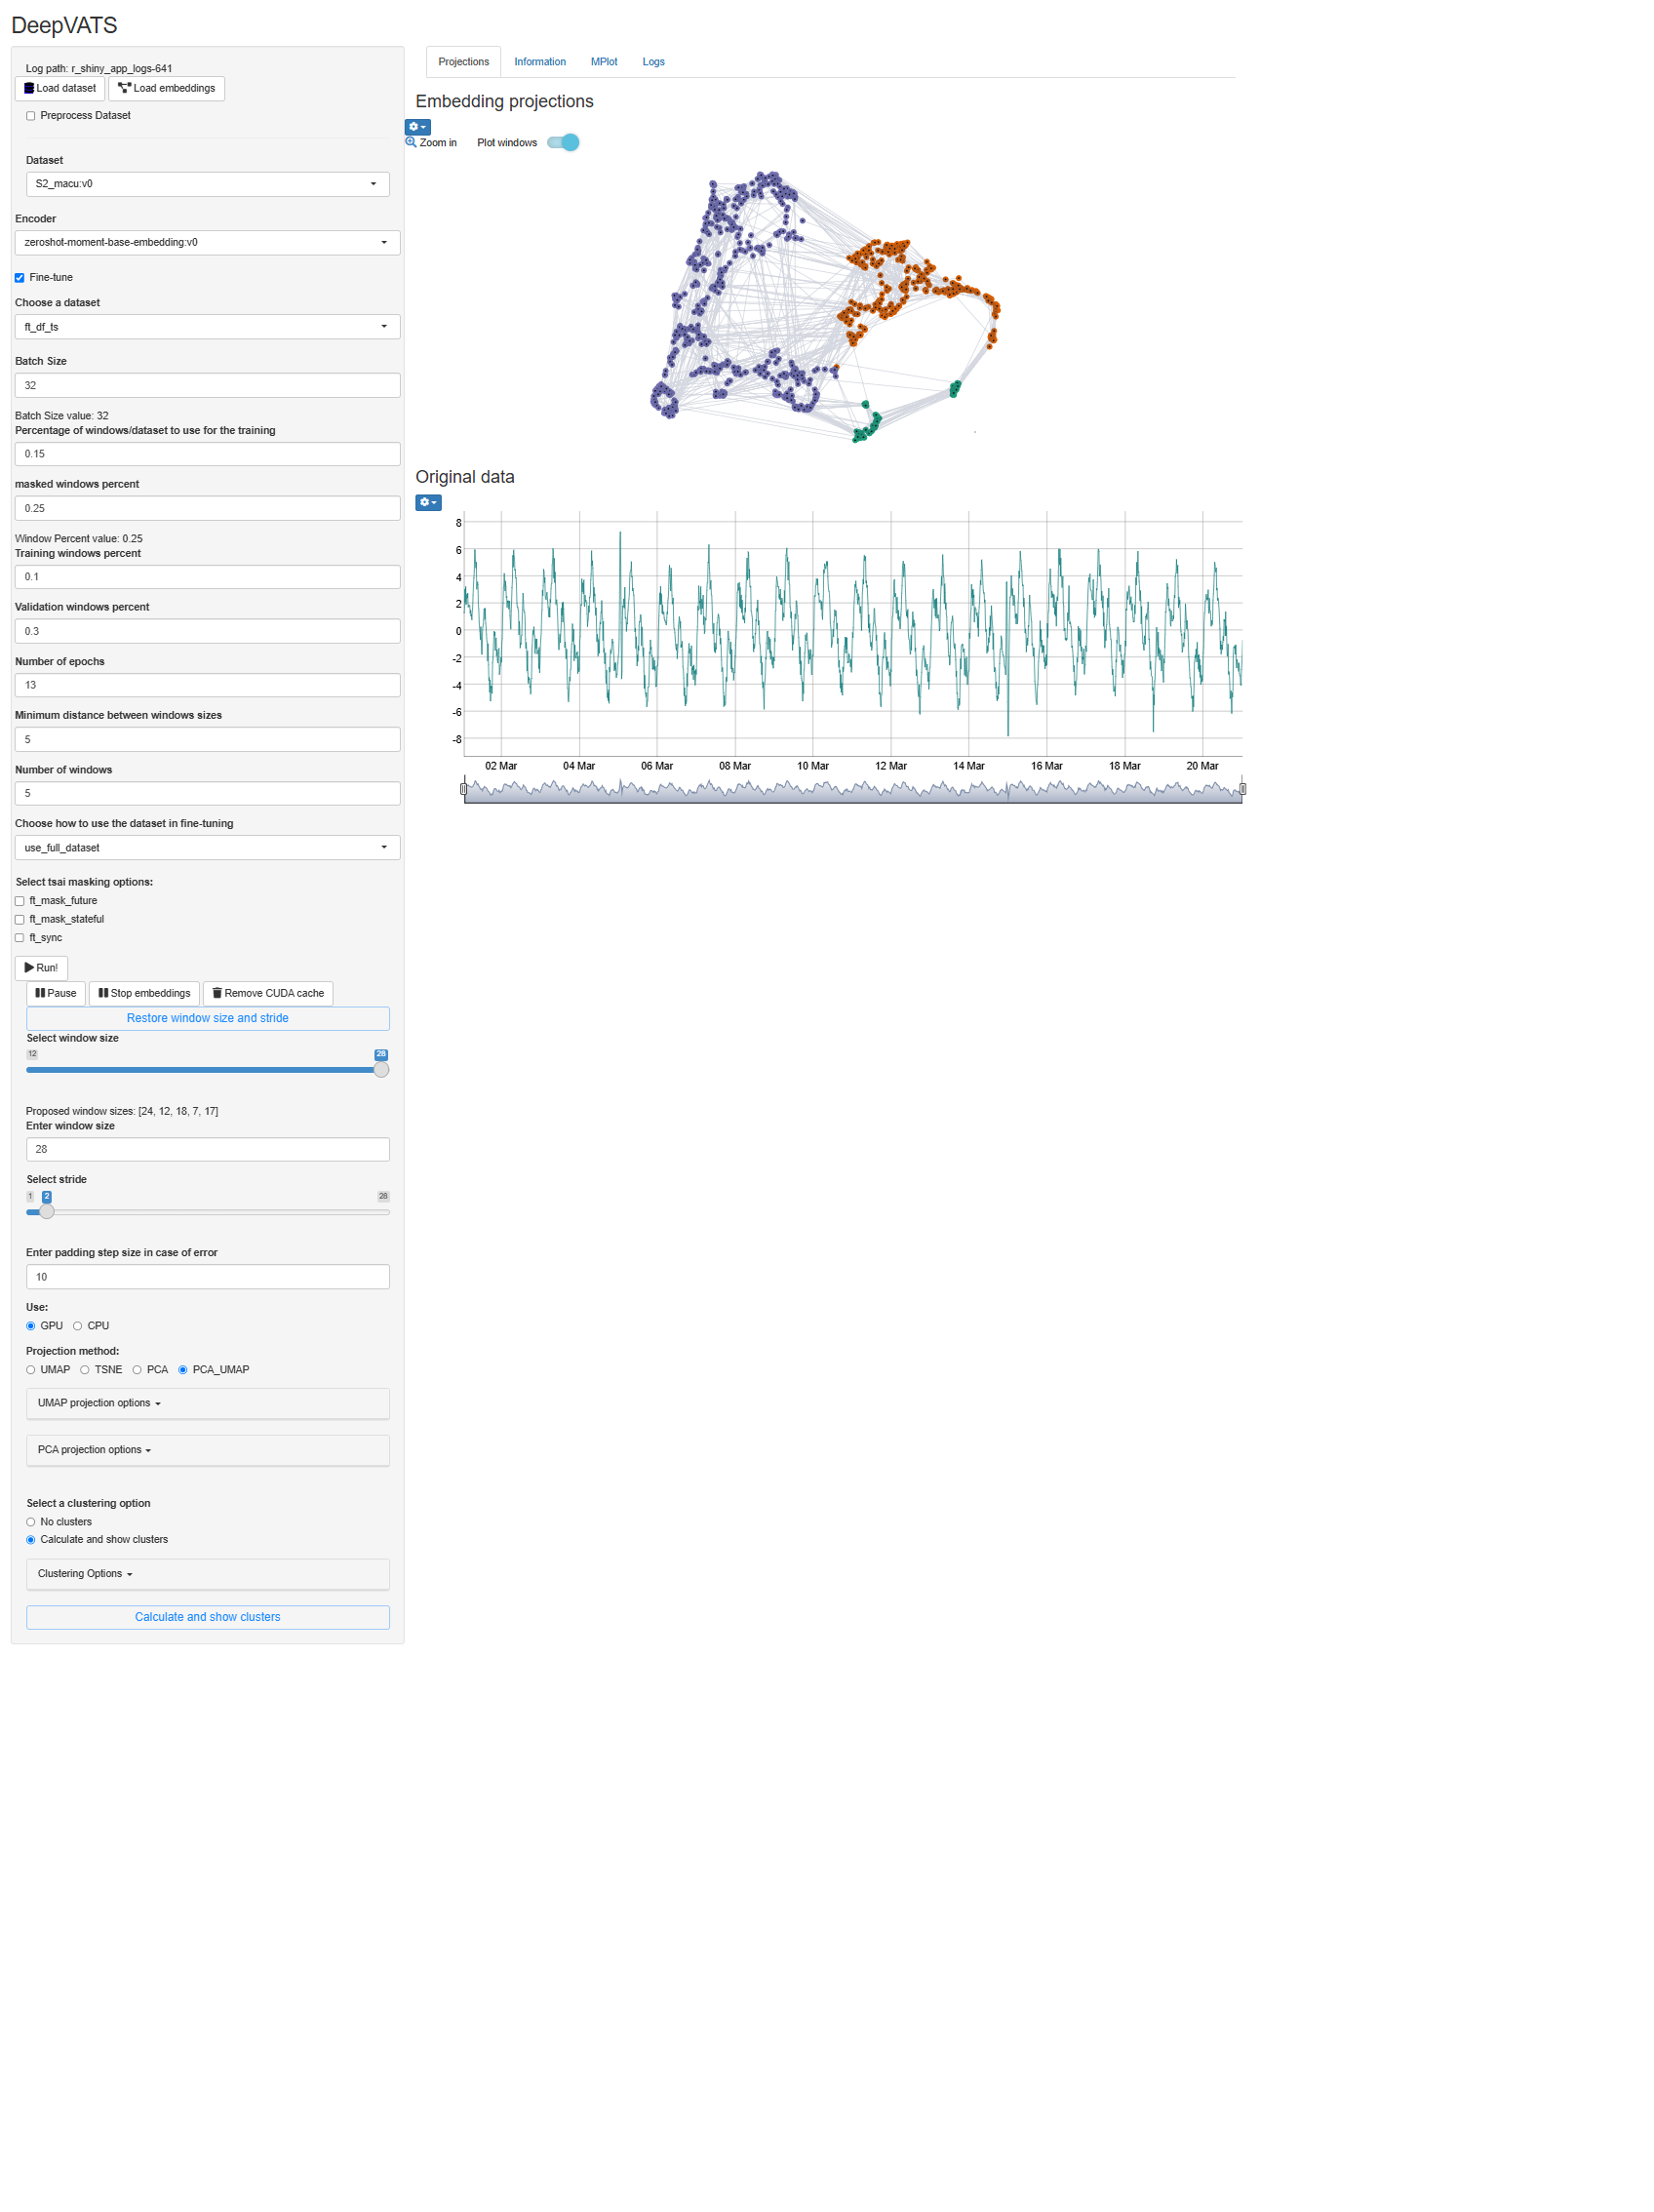 DeepVATS
Log path: r_shiny_app_logs-641
Load dataset
Load embeddings
Preprocess Dataset
Dataset
S2_macu:v0
Encoder
zeroshot-moment-base-embedding:v0
Fine-tune
Choose a dataset
ft_df_ts
Batch Size
32
Batch Size value: 32
Percentage of windows/dataset to use for the training
0.15
masked windows percent
0.25
Window Percent value: 0.25
Training windows percent
0.1
Validation windows percent
0.3
Number of epochs
13
Minimum distance between windows sizes
5
Number of windows
5
Choose how to use the dataset in fine-tuning
use_full_dataset
Select tsai masking options:
ft_mask_future
ft_mask_stateful
ft_sync
Run!
Pause
Stop embeddings
Remove CUDA cache
Restore window size and stride
Select window size
12
28
Proposed window sizes: [24, 12, 18, 7, 17]
Enter window size
28
Select stride
1
2
28
Enter padding step size in case of error
10
Use:
GPU
CPU
Projection method:
UMAP
TSNE
PCA
PCA_UMAP
UMAP projection options
PCA projection options
Select a clustering option
No clusters
Calculate and show clusters
Clustering Options
Calculate and show clusters
Projections
Information
MPlot
Logs
Embedding projections
Zoom in
Plot windows
Original data
8
6
4
2
0
-2
-4
-6
-8
02 Mar
04 Mar
06 Mar
08 Mar
10 Mar
12 Mar
14 Mar
16 Mar
18 Mar
20 Mar